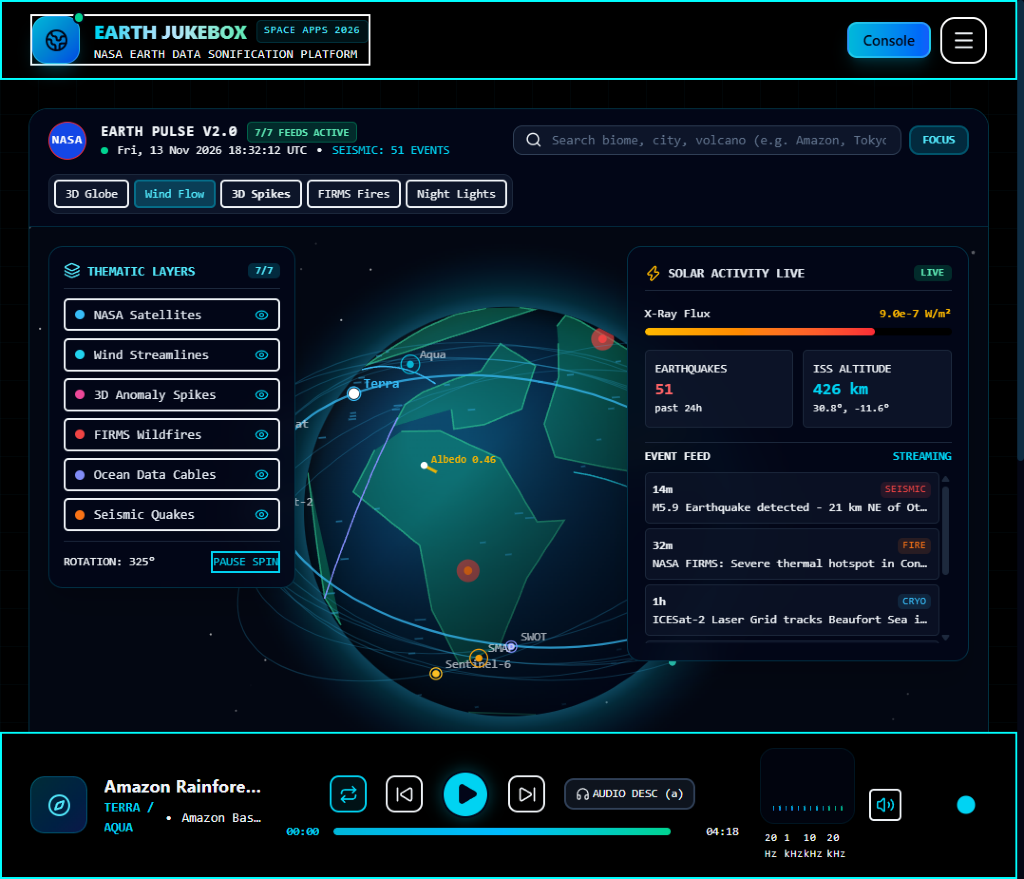 EARTH JUKEBOX
SPACE APPS 2026
NASA EARTH DATA SONIFICATION PLATFORM
Console
NASA
EARTH PULSE V2.0
7/7 FEEDS ACTIVE
Fri, 13 Nov 2026 18:32:12 UTC • SEISMIC: 51 EVENTS
Search biome, city, volcano (e.g. Amazon, Tokyo
FOCUS
3D Globe
Wind Flow
3D Spikes
FIRMS Fires
Night Lights
THEMATIC LAYERS
7/7
NASA Satellites
Wind Streamlines
3D Anomaly Spikes
FIRMS Wildfires
Ocean Data Cables
Seismic Quakes
ROTATION: 325°
PAUSE SPIN
Aqua
Terra
at
Albedo 0.46
t-2
SWOT
SMAP
Sentinel-6
SOLAR ACTIVITY LIVE
LIVE
X-Ray Flux
9.0e-7 W/m²
EARTHQUAKES
51
past 24h
ISS ALTITUDE
426 km
30.8°, -11.6°
EVENT FEED
STREAMING
14m
SEISMIC
M5.9 Earthquake detected - 21 km NE of Ot…
32m
FIRE
NASA FIRMS: Severe thermal hotspot in Con…
1h
CRYO
ICESat-2 Laser Grid tracks Beaufort Sea i…
Amazon Rainfore…
TERRA /
AQUA
• Amazon Bas…
AUDIO DESC (a)
00:00
04:18
20 1 10 20
Hz kHz kHz kHz